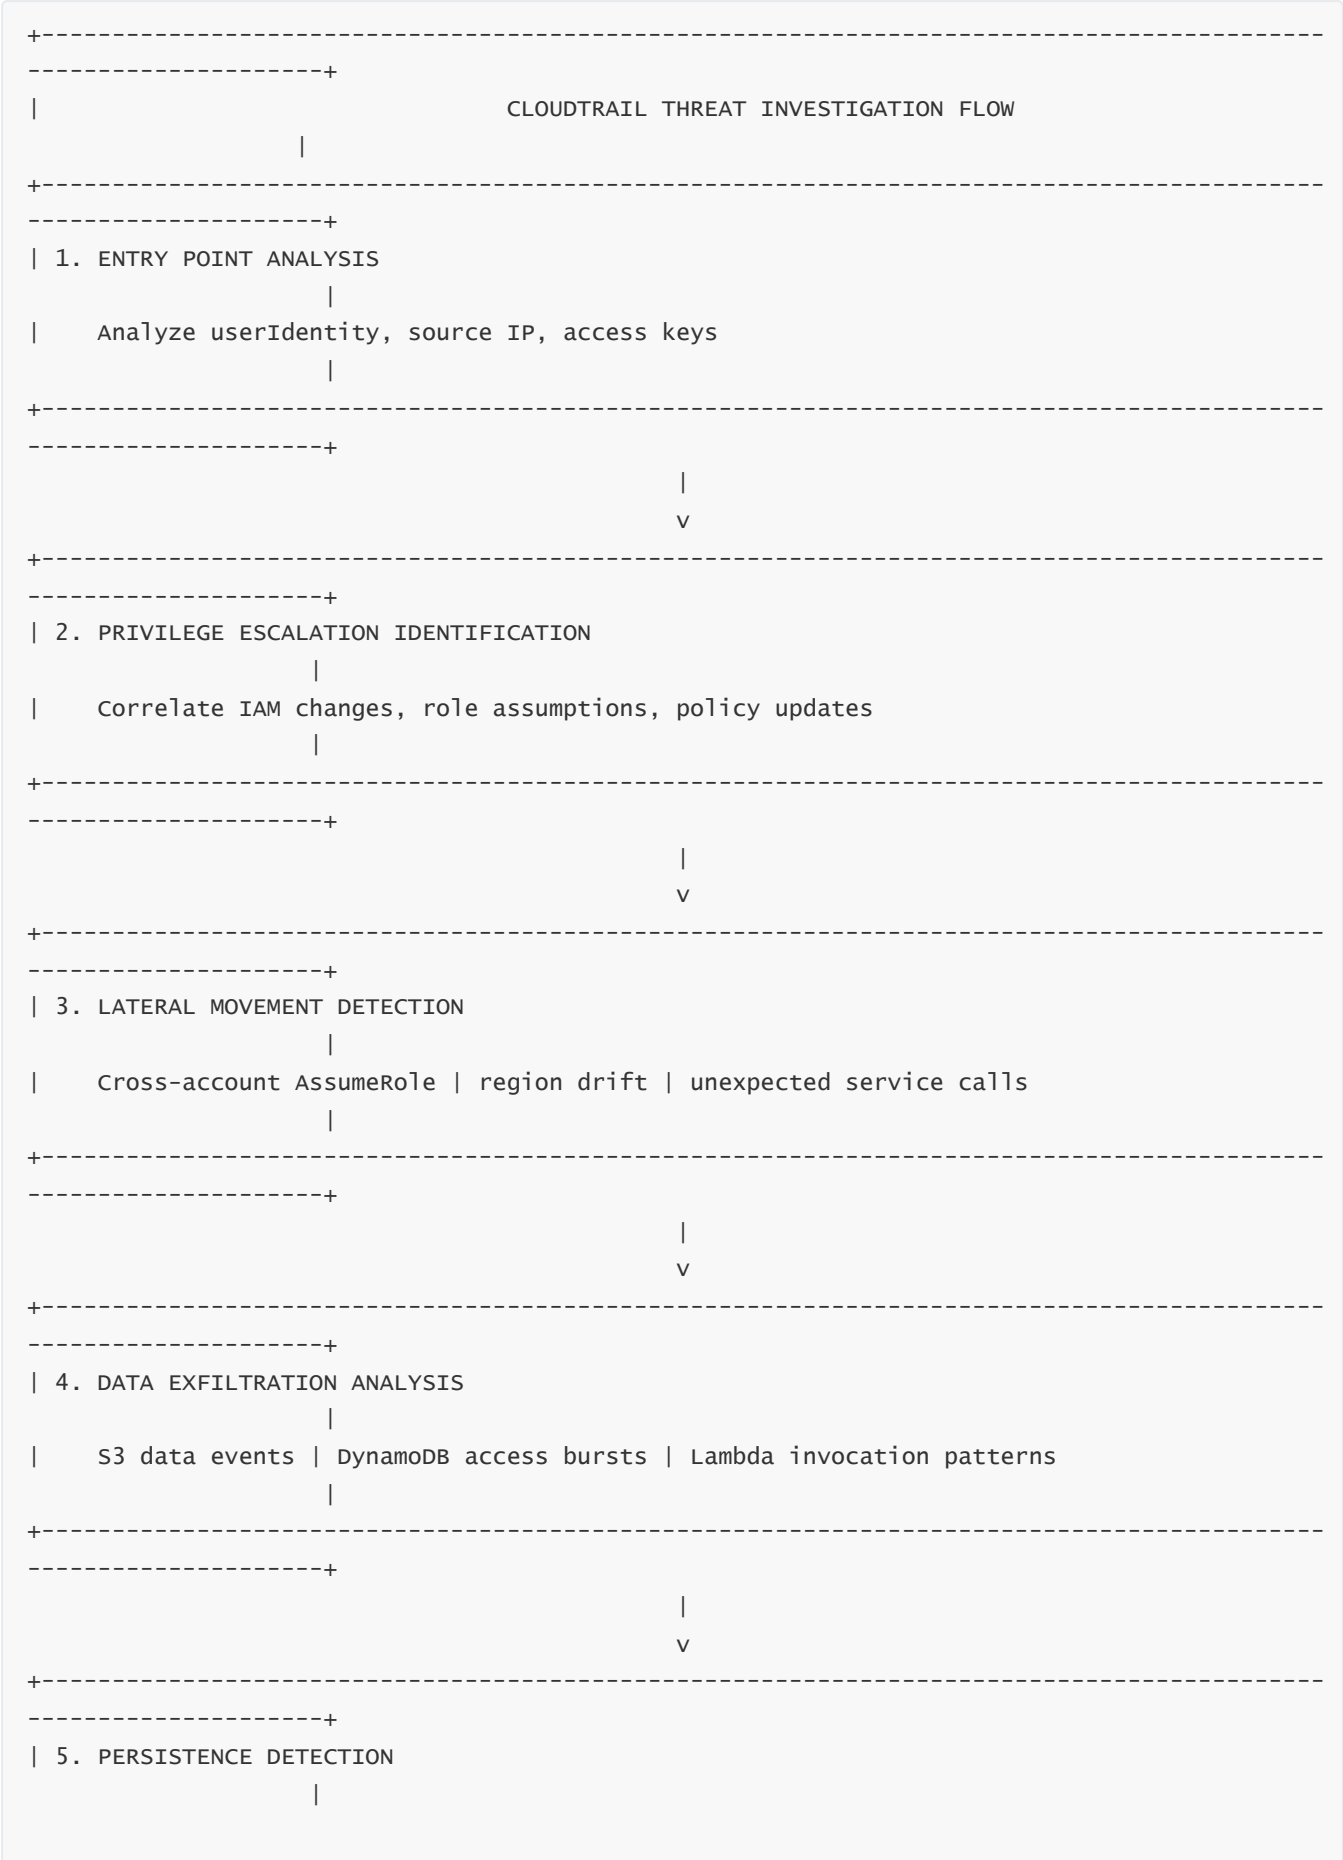 +-------------------------------------------------------------------------------------------
---------------------+
|                                 CLOUDTRAIL THREAT INVESTIGATION FLOW
                   |
+-------------------------------------------------------------------------------------------
---------------------+
| 1. ENTRY POINT ANALYSIS
                     |
|    Analyze userIdentity, source IP, access keys
                     |
+-------------------------------------------------------------------------------------------
---------------------+
                                              |
                                              v
+-------------------------------------------------------------------------------------------
---------------------+
| 2. PRIVILEGE ESCALATION IDENTIFICATION
                    |
|    Correlate IAM changes, role assumptions, policy updates
                    |
+-------------------------------------------------------------------------------------------
---------------------+
                                              |
                                              v
+-------------------------------------------------------------------------------------------
---------------------+
| 3. LATERAL MOVEMENT DETECTION
                     |
|    Cross-account AssumeRole | region drift | unexpected service calls
                     |
+-------------------------------------------------------------------------------------------
---------------------+
                                              |
                                              v
+-------------------------------------------------------------------------------------------
---------------------+
| 4. DATA EXFILTRATION ANALYSIS
                     |
|    S3 data events | DynamoDB access bursts | Lambda invocation patterns
                     |
+-------------------------------------------------------------------------------------------
---------------------+
                                              |
                                              v
+-------------------------------------------------------------------------------------------
---------------------+
| 5. PERSISTENCE DETECTION
                    |